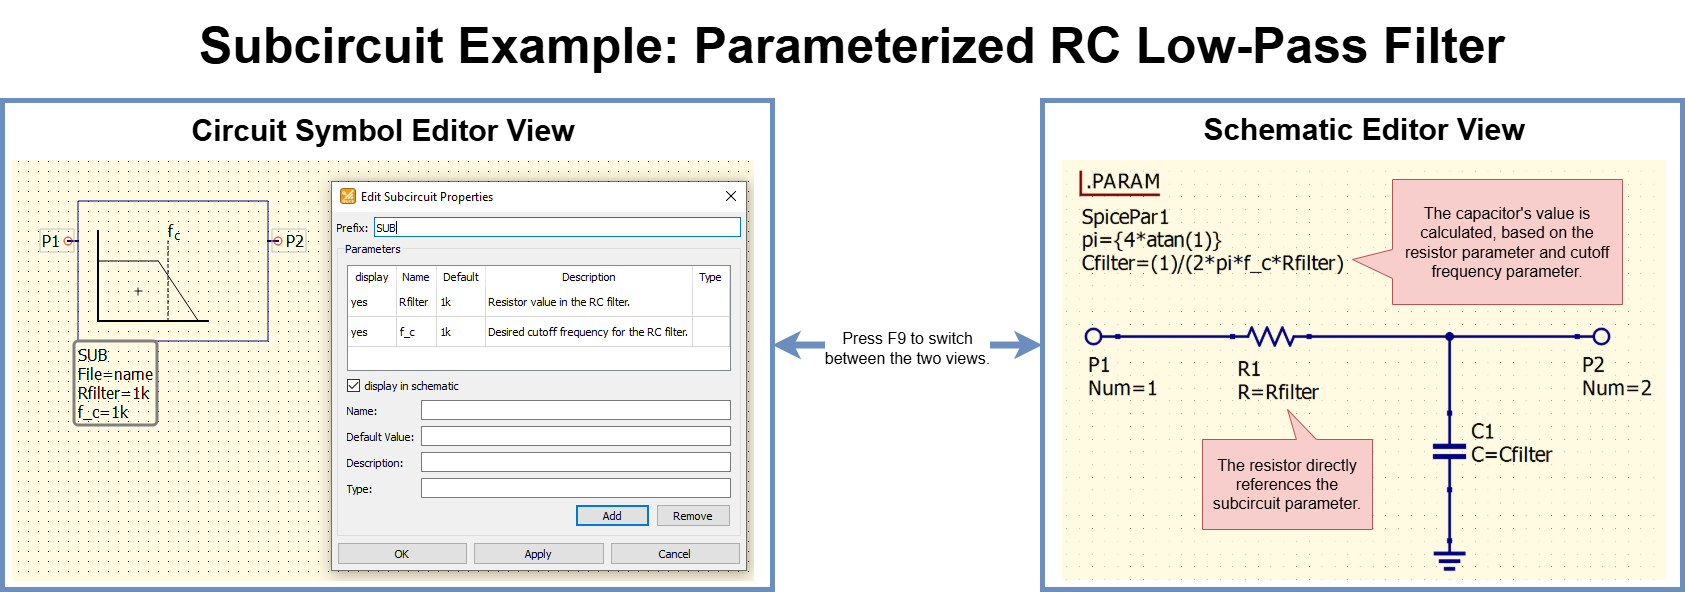 Subcircuit Example: Parameterized RC Low-Pass Filter
Circuit Symbol Editor View
P1
fc
P2
SUB
File=name
Rfilter=1k
f_c=1k
Edit Subcircuit Properties
Prefix: SUB
Parameters
display Name Default Description Type
yes Rfilter 1k Resistor value in the RC filter.
yes f_c 1k Desired cutoff frequency for the RC filter.
display in schematic
Name:
Default Value:
Description:
Type:
Add Remove
OK Apply Cancel
Press F9 to switch
between the two views.
Schematic Editor View
.PARAM
SpicePar1
pi={4*atan(1)}
Cfilter=(1)/(2*pi*f_c*Rfilter)
The capacitor's value is
calculated, based on the
resistor parameter and cutoff
frequency parameter.
P1
Num=1
R1
R=Rfilter
P2
Num=2
C1
C=Cfilter
The resistor directly
references the
subcircuit parameter.